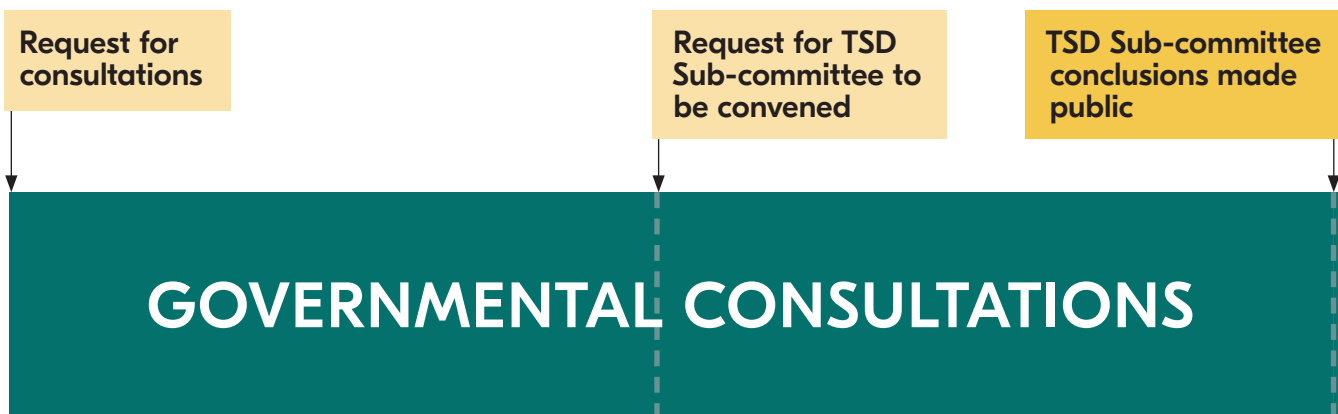 Request for
consultations
Request for TSD
Sub-committee to
be convened
TSD Sub-committee
conclusions made
public
GOVERNMENTAL CONSULTATIONS